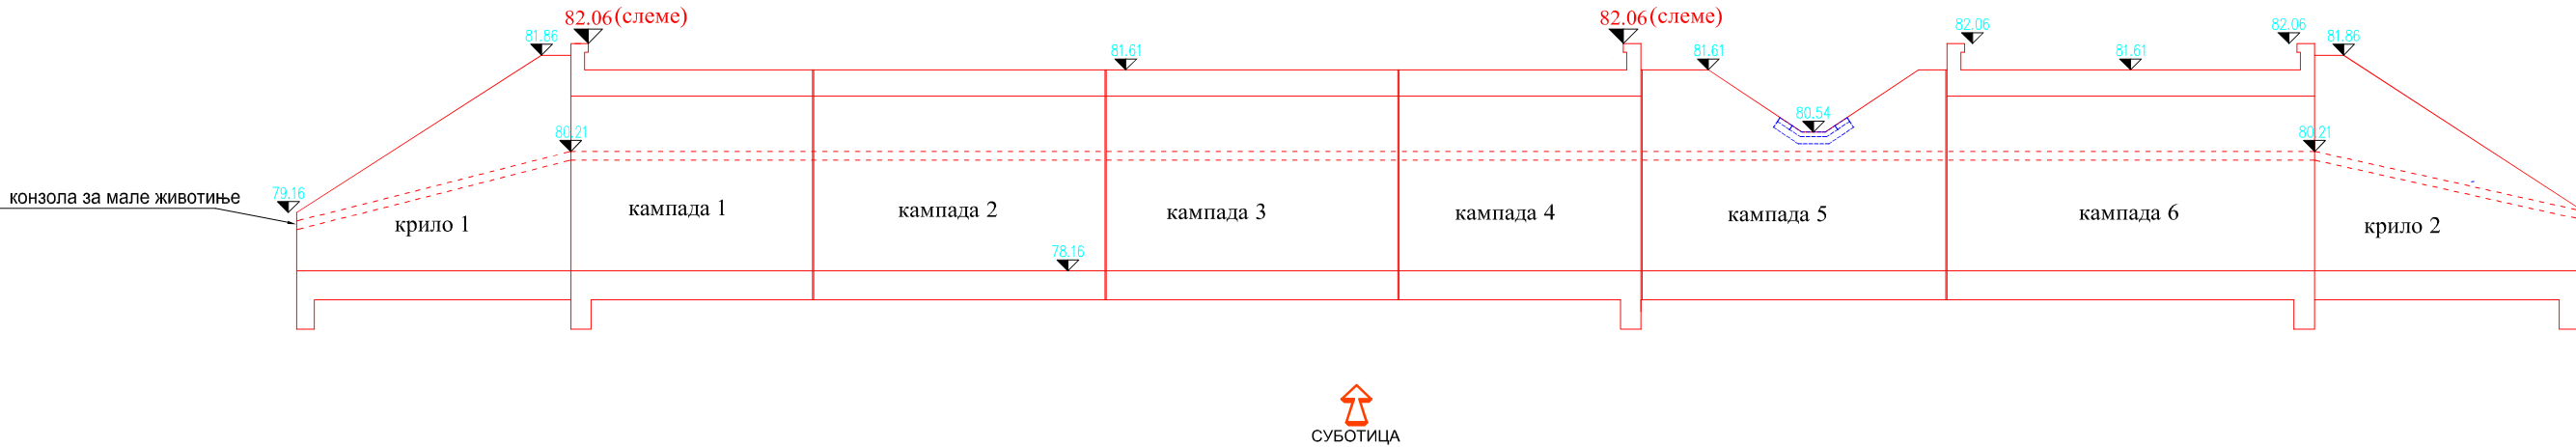 82.06 (слеме)
82.06 (слеме)
82.06
82.06
81.86
81.61
81.61
81.61
81.86
80.54
80.21
80.21
79.16
конзола за мале животиње
крило 1
кампада 1
кампада 2
кампада 3
кампада 4
кампада 5
кампада 6
крило 2
78.16
СУБОТИЦА